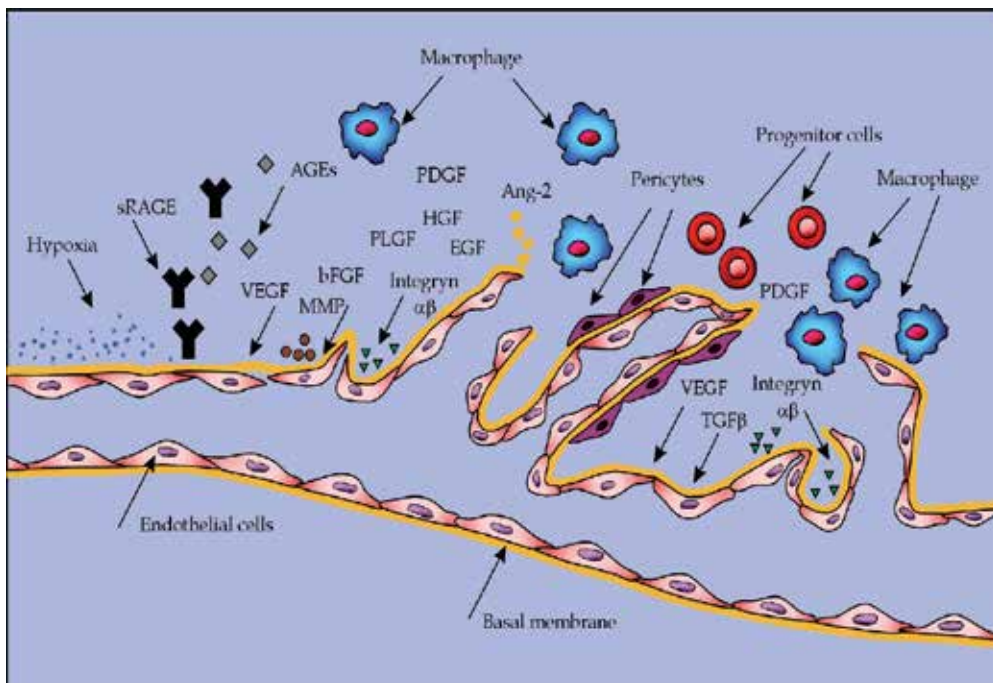 Macrophage
Progenitor cells
AGEs
PDGF
Ang-2
Pericytes
Macrophage
sRAGE
HGF
Hypoxia
PLGF
EGF
VEGF
bFGF
Integryn
αβ
MMP
PDGF
VEGF
Integryn
αβ
TGFβ
Endothelial cells
Basal membrane